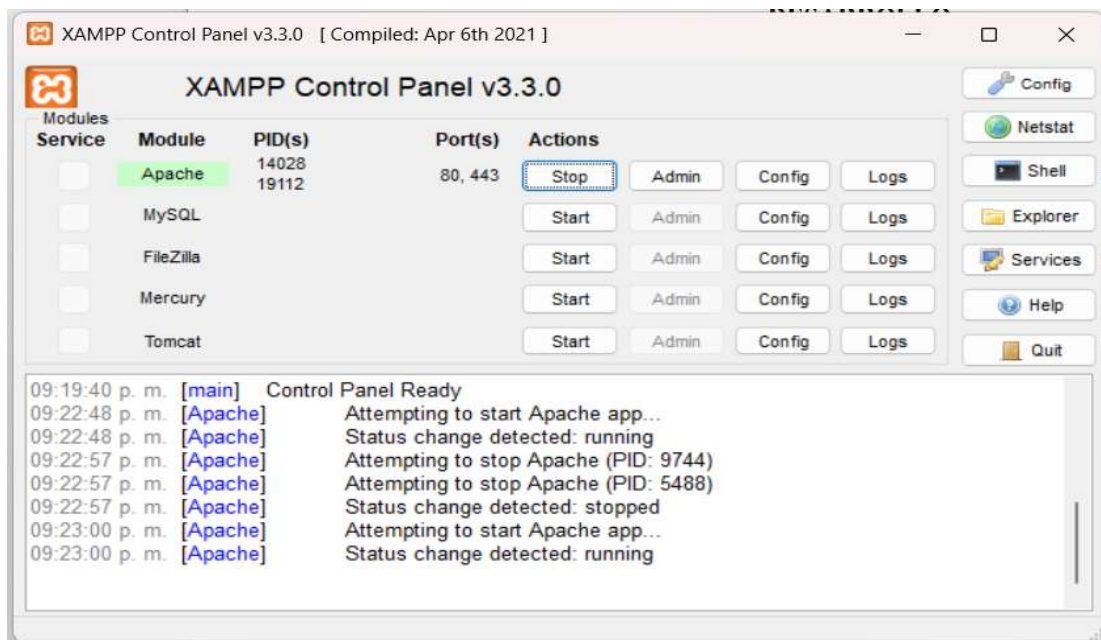 XAMPP Control Panel v3.3.0 [ Compiled: Apr 6th 2021 ]
XAMPP Control Panel v3.3.0
Config
Modules
Netstat
Service Module PID(s) Port(s) Actions
Apache 14028 19112 80, 443 Stop Admin Config Logs
Shell
MySQL Start Admin Config Logs
Explorer
FileZilla Start Admin Config Logs
Services
Mercury Start Admin Config Logs
Help
Tomcat Start Admin Config Logs
Quit
09:19:40 p. m. [main] Control Panel Ready
09:22:48 p. m. [Apache] Attempting to start Apache app...
09:22:48 p. m. [Apache] Status change detected: running
09:22:57 p. m. [Apache] Attempting to stop Apache (PID: 9744)
09:22:57 p. m. [Apache] Attempting to stop Apache (PID: 5488)
09:22:57 p. m. [Apache] Status change detected: stopped
09:23:00 p. m. [Apache] Attempting to start Apache app...
09:23:00 p. m. [Apache] Status change detected: running